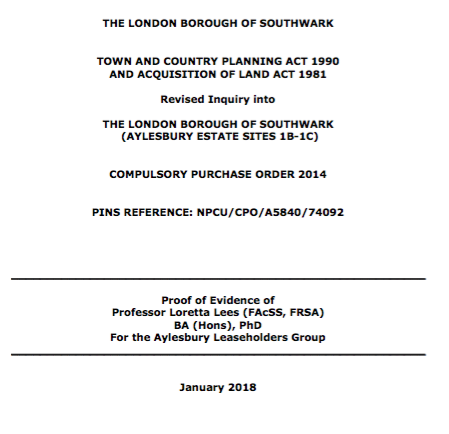 THE LONDON BOROUGH OF SOUTHWARK
TOWN AND COUNTRY PLANNING ACT 1990
AND ACQUISITION OF LAND ACT 1981
Revised Inquiry into
THE LONDON BOROUGH OF SOUTHWARK
(AYLESBURY ESTATE SITES 1B-1C)
COMPULSORY PURCHASE ORDER 2014
PINS REFERENCE: NPCU/CPO/A5840/74092
Proof of Evidence of
Professor Loretta Lees (FAcSS, FRSA)
BA (Hons), PhD
For the Aylesbury Leaseholders Group
January 2018